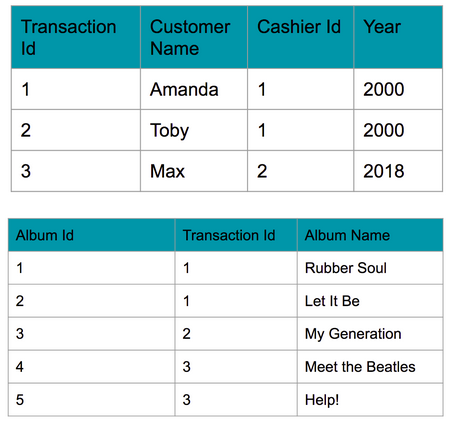 Transaction Id Customer Name Cashier Id Year
1 Amanda 1 2000
2 Toby 1 2000
3 Max 2 2018
Album Id Transaction Id Album Name
1 1 Rubber Soul
2 1 Let It Be
3 2 My Generation
4 3 Meet the Beatles
5 3 Help!